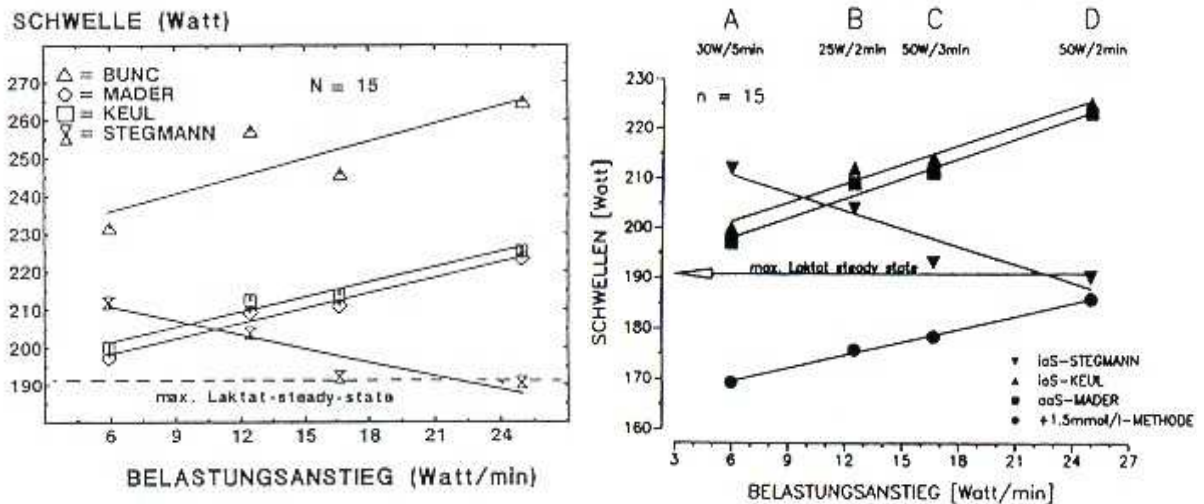 SCHWELLE (Watt)
270
260
250
240
230
220
210
200
190
△ = BUNC
◇ = MADER
□ = KEUL
= STEGMANN
N = 15
max. Laktat-steady-state
6 9 12 15 18 21 24
BELASTUNGSANSTIEG (Watt/min)
A B C D
30W/5min 25W/2min 50W/3min 50W/2min
SCHWELLEN [Watt]
230
220
210
200
190
180
170
160
n = 15
max. Laktat steady state
▼ iaS-STEGMANN
▲ iaS-KEUL
■ aaS-MADER
● +1.5mmol/l-METHODE
3 6 9 12 15 18 21 24 27
BELASTUNGSANSTIEG [Watt/min]